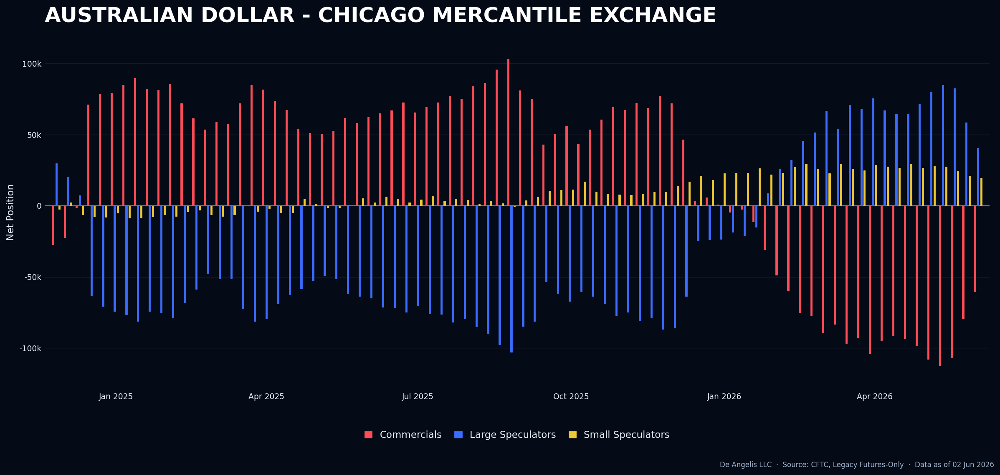 AUSTRALIAN DOLLAR - CHICAGO MERCANTILE EXCHANGE
Net Position
100k
50k
0
-50k
-100k
Jan 2025
Apr 2025
Jul 2025
Oct 2025
Jan 2026
Apr 2026
Commercials
Large Speculators
Small Speculators
De Angelis LLC · Source: CFTC, Legacy Futures-Only · Data as of 02 Jun 2026